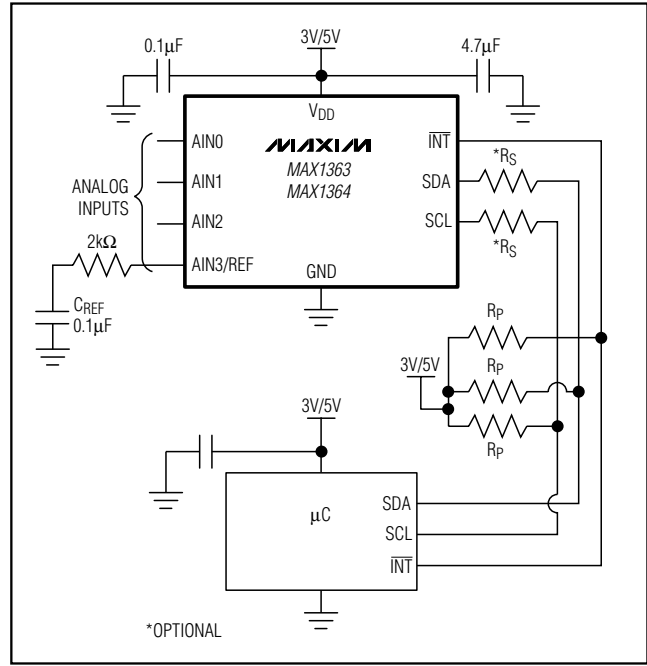 3V/5V
0.1µF
4.7µF
VDD
MAXIM
MAX1363
MAX1364
AIN0
AIN1
AIN2
AIN3/REF
ANALOG
INPUTS
GND
INT
SDA
SCL
*RS
*RS
2kΩ
CREF
0.1µF
RP
3V/5V
RP
RP
3V/5V
µC
SDA
SCL
INT
*OPTIONAL